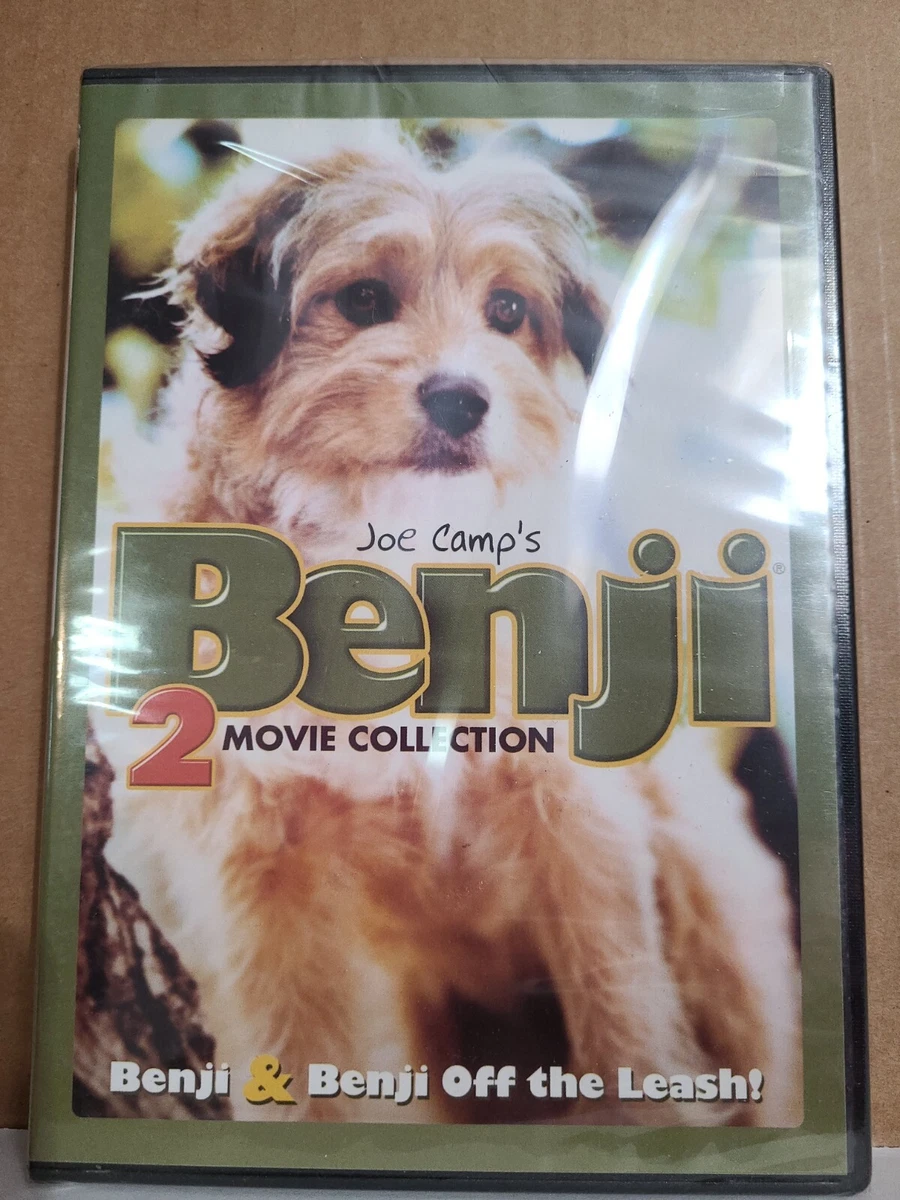 Joe Camp's
Benji®
2 MOVIE COLLECTION
Benji & Benji Off the Leash!